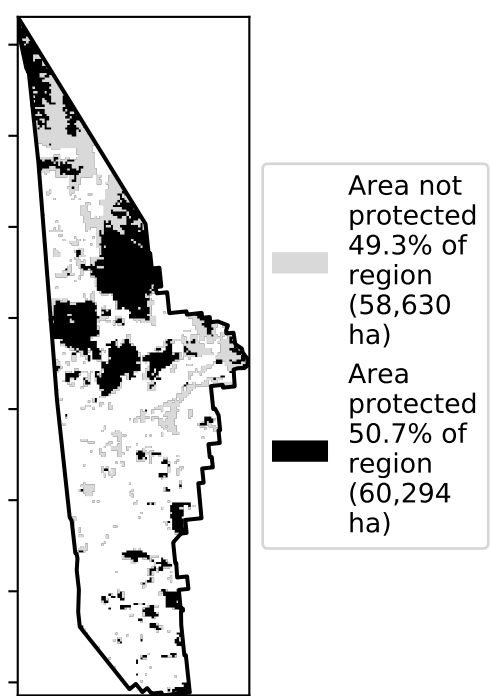 Area not
protected
49.3% of
region
(58,630
ha)
Area
protected
50.7% of
region
(60,294
ha)